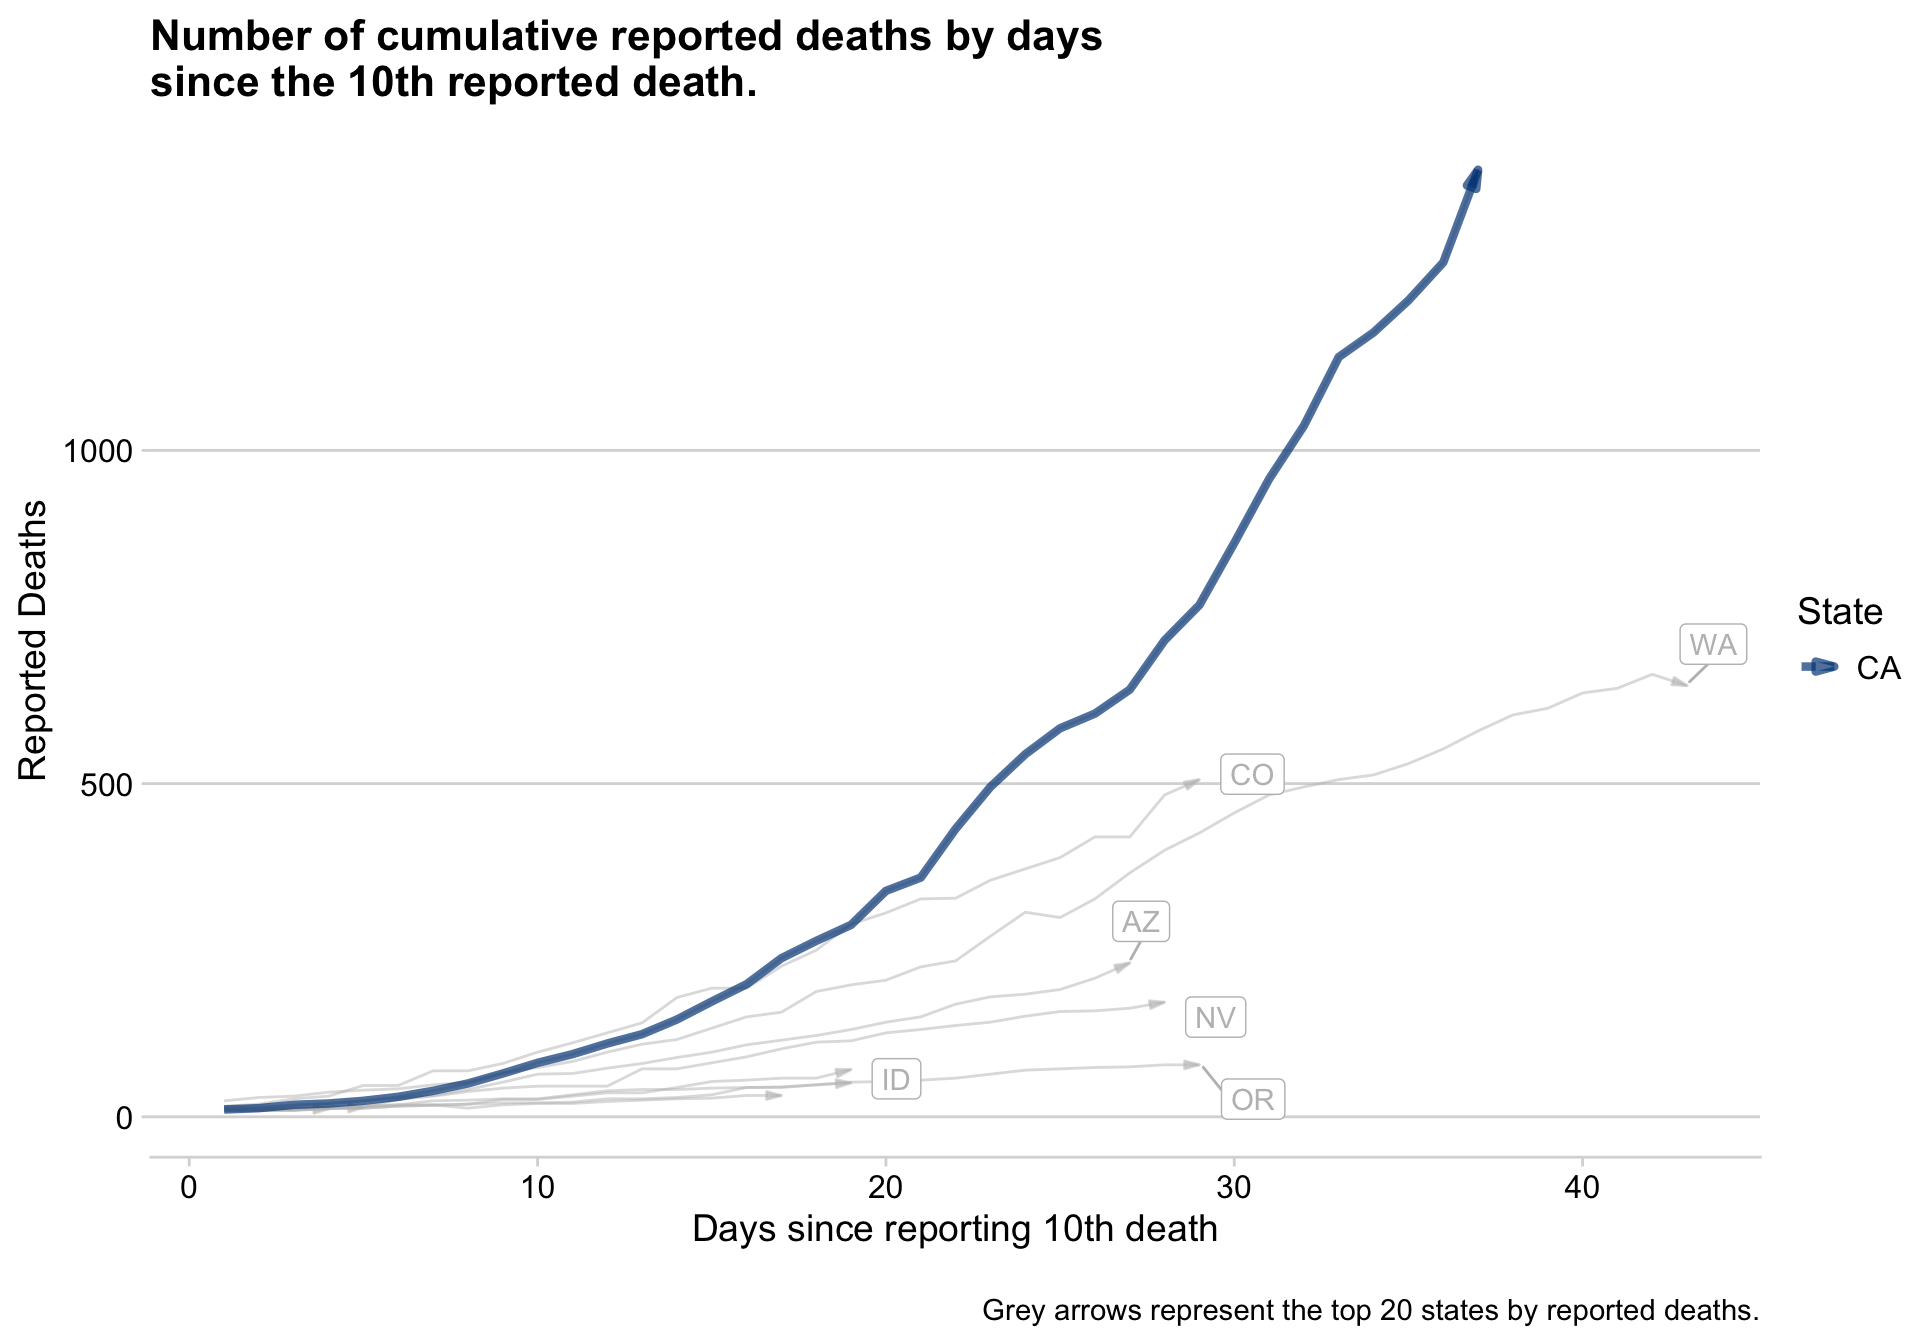 Number of cumulative reported deaths by days
since the 10th reported death.
1000
500
0
Reported Deaths
WA
CO
AZ
NV
ID
OR
State
CA
0 10 20 30 40
Days since reporting 10th death
Grey arrows represent the top 20 states by reported deaths.